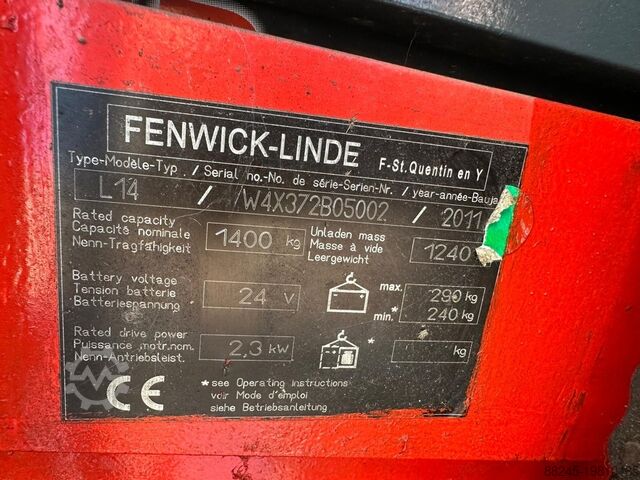 FENWICK-LINDE F-St.Quentin en Y
Type-Modèle-Typ. / Serial no.-No. de série-Serien-Nr. / year-année-Bauja
L14 / W4X372B05002 / 2011
Rated capacity
Capacité nominale
Nenn-Tragfähigkeit
1400 kg
Unladen mass
Masse à vide
Leergewicht
1240
Battery voltage
Tension batterie
Batteriespannung
24 V
max. 290 kg
min.* 240 kg
Rated drive power
Puissance motr.nom.
Nenn-Antriebsleist.
2,3 kW
* kg
CE
* see Operating instructions
voir Mode d'emploi
siehe Betriebsanleitung